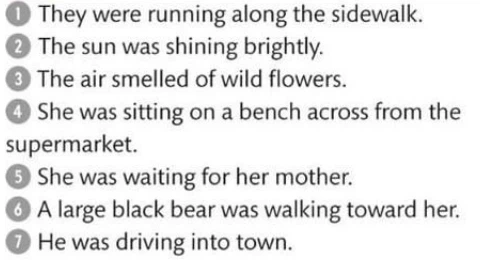 1 They were running along the sidewalk.
2 The sun was shining brightly.
3 The air smelled of wild flowers.
4 She was sitting on a bench across from the
supermarket.
5 She was waiting for her mother.
6 A large black bear was walking toward her.
7 He was driving into town.